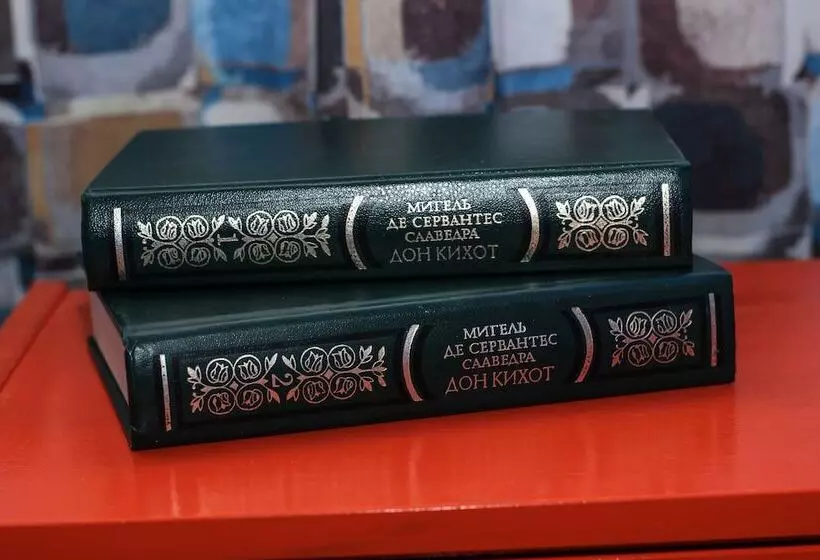 1
МИГЕЛЬ
ДЕ СЕРВАНТЕС
СААВЕДРА
ДОН КИХОТ
2
МИГЕЛЬ
ДЕ СЕРВАНТЕС
СААВЕДРА
ДОН КИХОТ